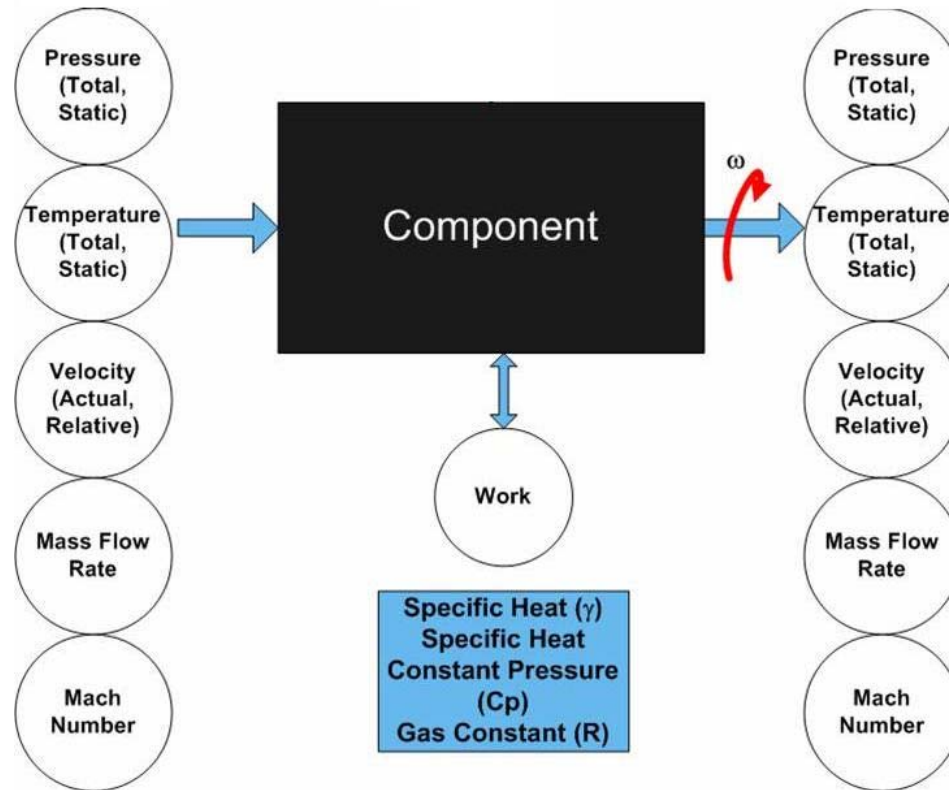 Pressure
(Total,
Static)
Temperature
(Total,
Static)
Velocity
(Actual,
Relative)
Mass Flow
Rate
Mach
Number
Component
ω
Work
Specific Heat (γ)
Specific Heat
Constant Pressure
(Cp)
Gas Constant (R)
Pressure
(Total,
Static)
Temperature
(Total,
Static)
Velocity
(Actual,
Relative)
Mass Flow
Rate
Mach
Number